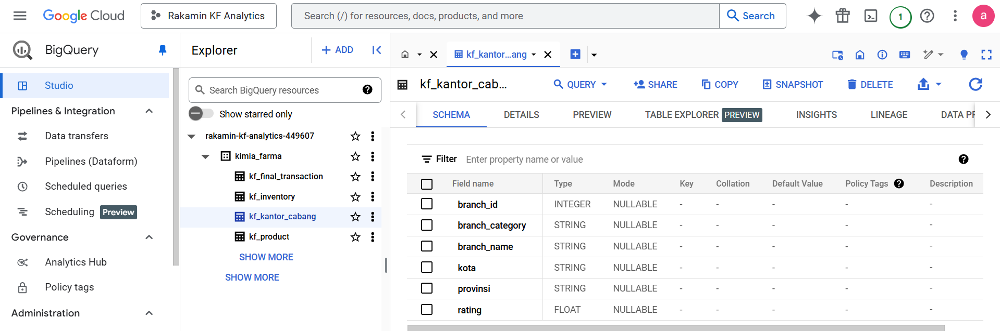 Google Cloud
Rakamin KF Analytics
Search (/) for resources, docs, products, and more
Search
1
?
a
BigQuery
Explorer
+ ADD
kf_kantor...ang
Studio
Search BigQuery resources
?
kf_kantor_cab...
QUERY
SHARE
COPY
SNAPSHOT
DELETE
Pipelines & Integration
Show starred only
SCHEMA
DETAILS
PREVIEW
TABLE EXPLORER PREVIEW
INSIGHTS
LINEAGE
DATA PR
Data transfers
Pipelines (Dataform)
Scheduled queries
Scheduling Preview
Governance
Analytics Hub
Policy tags
Administration
rakamin-kf-analytics-449607
kimia_farma
kf_final_transaction
kf_inventory
kf_kantor_cabang
kf_product
SHOW MORE
SHOW MORE
Filter Enter property name or value
?
Field name Type Mode Key Collation Default Value Policy Tags ? Description
branch_id INTEGER NULLABLE - - - - -
branch_category STRING NULLABLE - - - - -
branch_name STRING NULLABLE - - - - -
kota STRING NULLABLE - - - - -
provinsi STRING NULLABLE - - - - -
rating FLOAT NULLABLE - - - - -